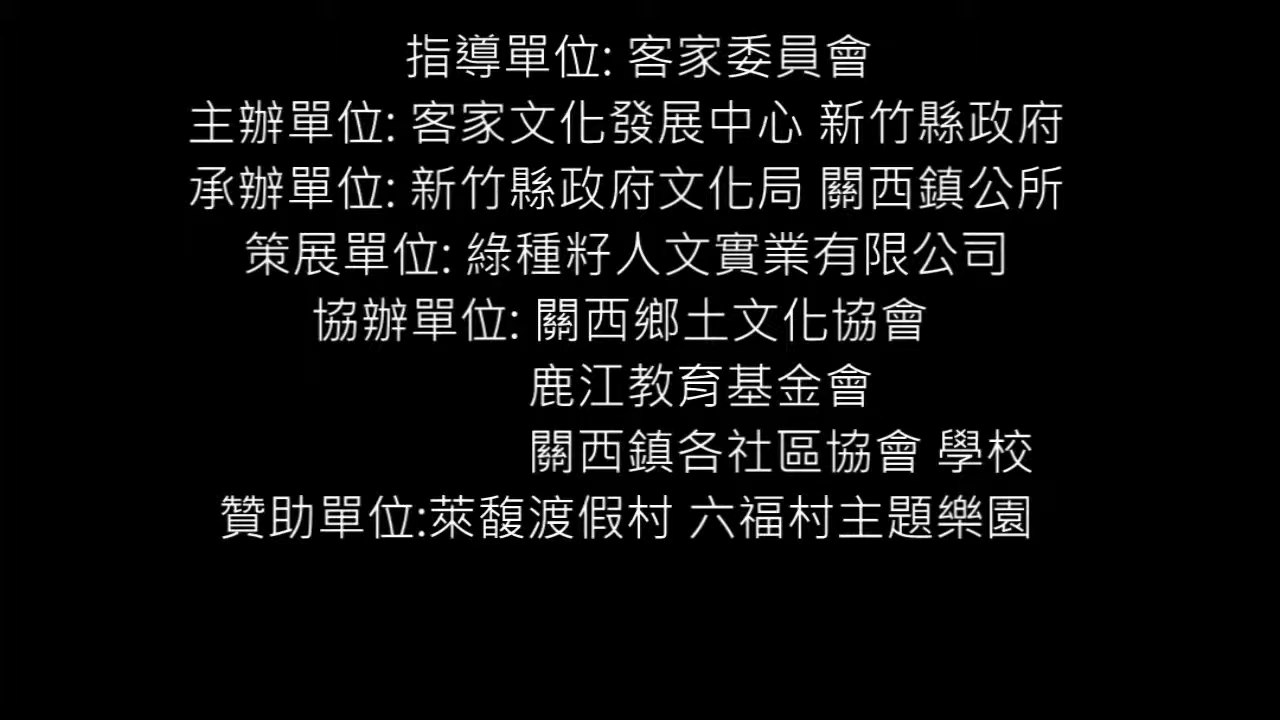 指導單位: 客家委員會
主辦單位: 客家文化發展中心 新竹縣政府
承辦單位: 新竹縣政府文化局 關西鎮公所
策展單位: 綠種籽人文實業有限公司
協辦單位: 關西鄉土文化協會
鹿江教育基金會
關西鎮各社區協會 學校
贊助單位:萊馥渡假村 六福村主題樂園